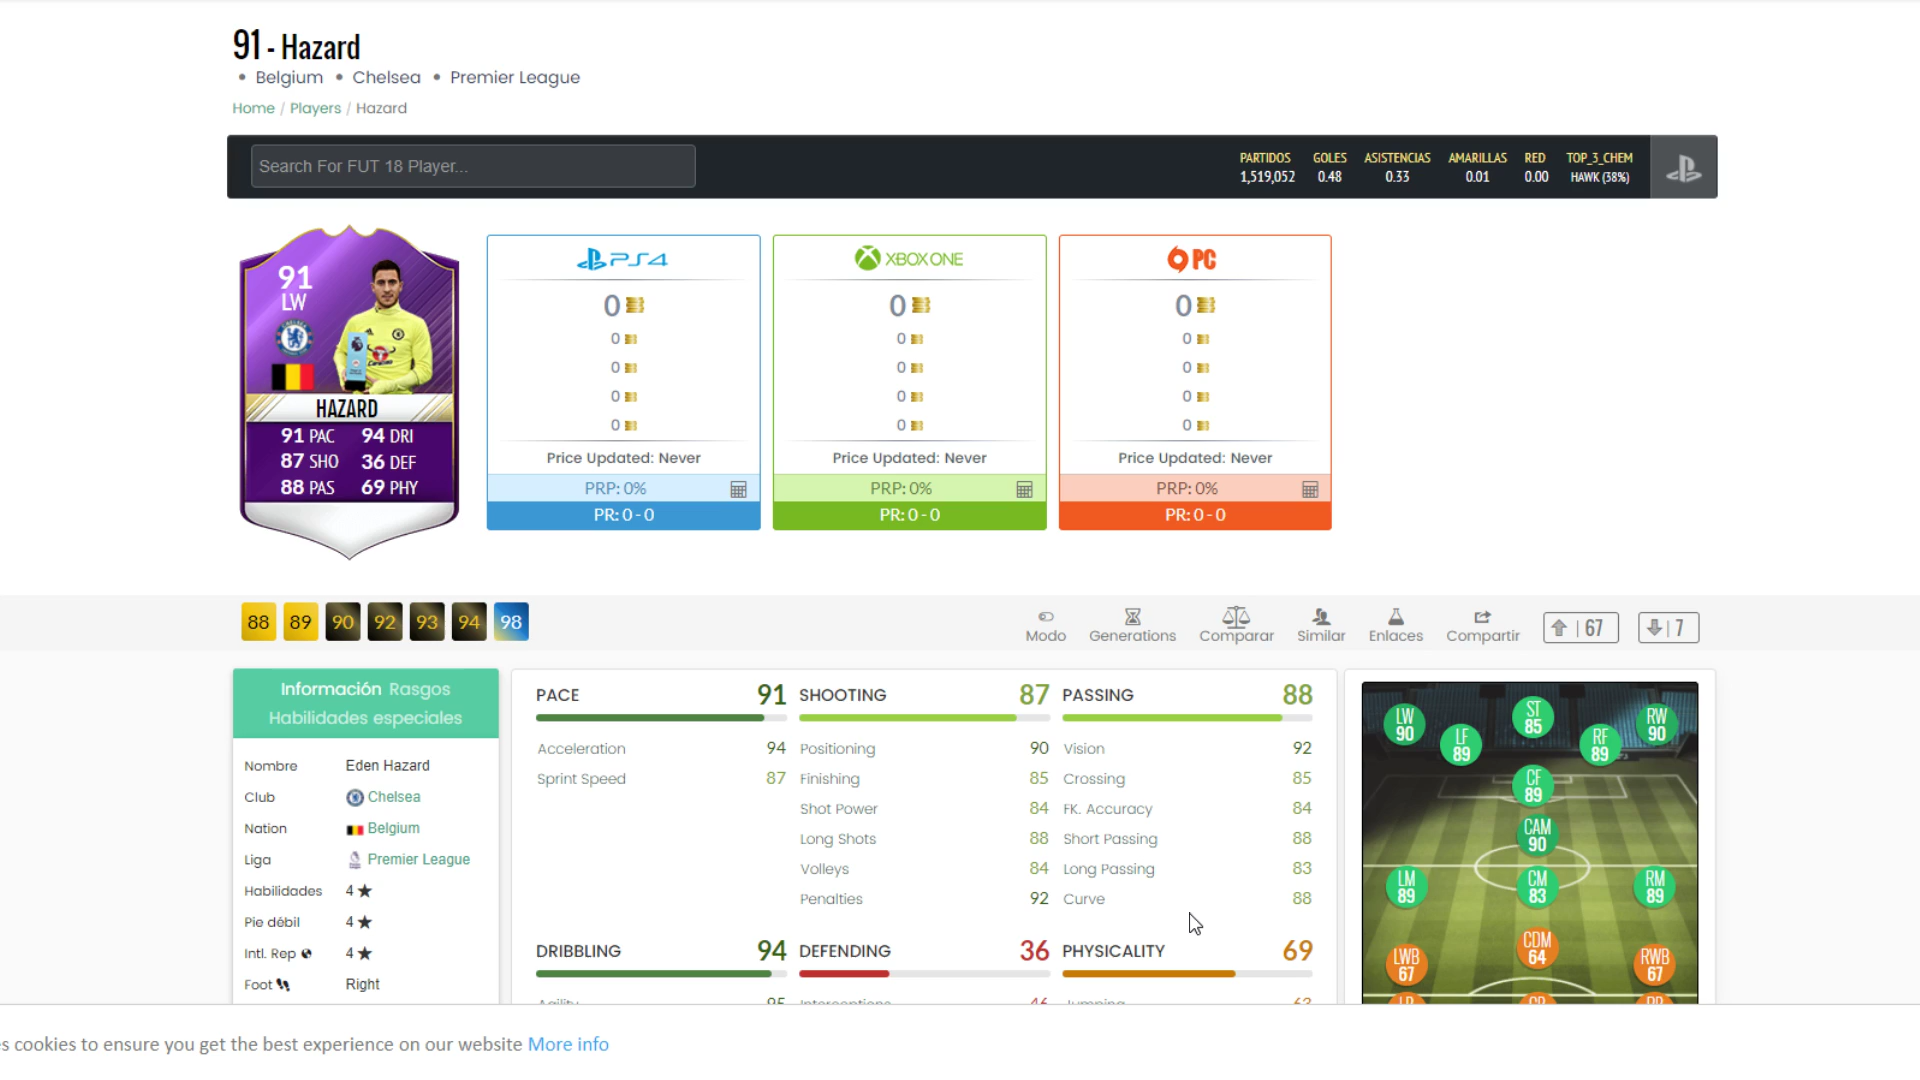 91 - Hazard
• Belgium • Chelsea • Premier League
Home / Players / Hazard
Search For FUT 18 Player...
PARTIDOS GOLES ASISTENCIAS AMARILLAS RED TOP_3_CHEM
1,519,052 0.48 0.33 0.01 0.00 HAWK (38%)
91
LW
HAZARD
91 PAC 94 DRI
87 SHO 36 DEF
88 PAS 69 PHY
PS4
0
0
0
0
0
Price Updated: Never
PRP: 0%
PR: 0 - 0
XBOX ONE
0
0
0
0
0
Price Updated: Never
PRP: 0%
PR: 0 - 0
PC
0
0
0
0
0
Price Updated: Never
PRP: 0%
PR: 0 - 0
88 89 90 92 93 94 98
Modo Generations Comparar Similar Enlaces Compartir | 67 | 7
Información Rasgos
Habilidades especiales
Nombre Eden Hazard
Club Chelsea
Nation Belgium
Liga Premier League
Habilidades 4 ★
Pie débil 4 ★
Intl. Rep 4 ★
Foot Right
PACE 91
Acceleration 94
Sprint Speed 87
SHOOTING 87
Positioning 90
Finishing 85
Shot Power 84
Long Shots 88
Volleys 84
Penalties 92
PASSING 88
Vision 92
Crossing 85
FK. Accuracy 84
Short Passing 88
Long Passing 83
Curve 88
DRIBBLING 94
Agility 95
DEFENDING 36
Interceptions 46
PHYSICALITY 69
Jumping 63
LW 90
ST 85
RW 90
LF 89
RF 89
CF 89
CAM 90
LM 89
CM 83
RM 89
LWB 67
CDM 64
RWB 67
s cookies to ensure you get the best experience on our website More info